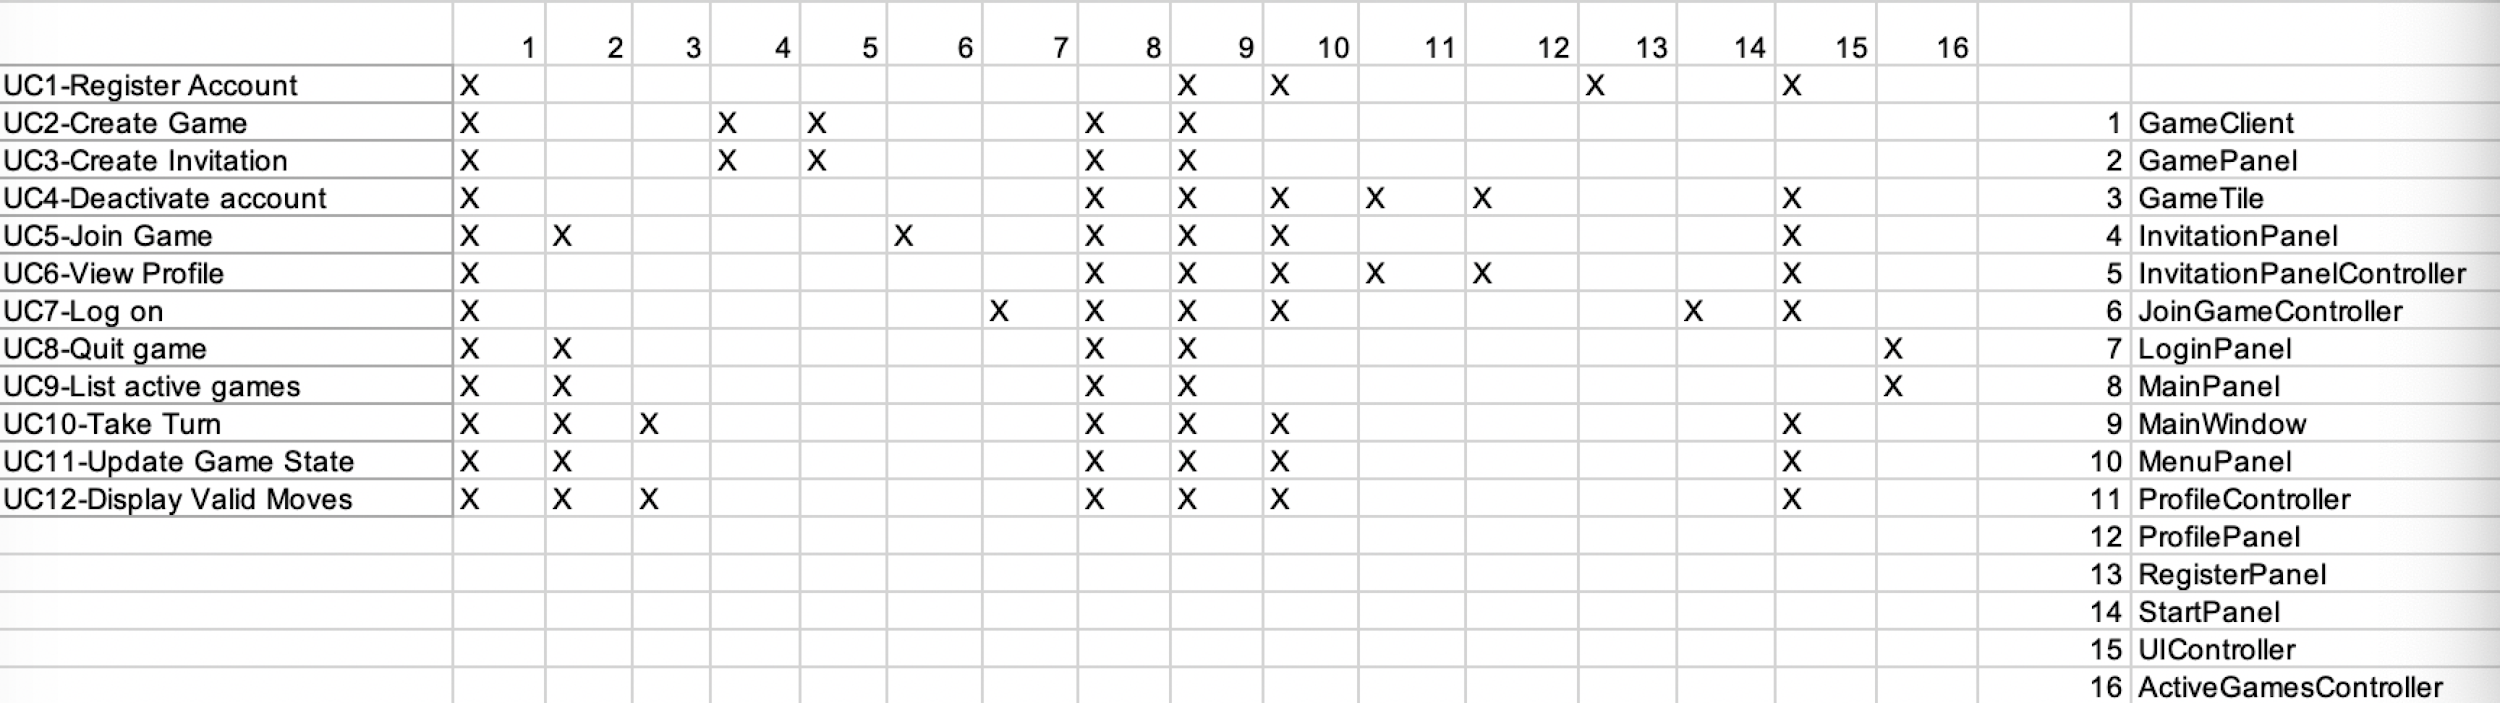 1 2 3 4 5 6 7 8 9 10 11 12 13 14 15 16
UC1-Register Account X X X X X
UC2-Create Game X X X X X 1 GameClient
UC3-Create Invitation X X X X X 2 GamePanel
UC4-Deactivate account X X X X X X X 3 GameTile
UC5-Join Game X X X X X X X 4 InvitationPanel
UC6-View Profile X X X X X X X 5 InvitationPanelController
UC7-Log on X X X X X X X 6 JoinGameController
UC8-Quit game X X X X X 7 LoginPanel
UC9-List active games X X X X X 8 MainPanel
UC10-Take Turn X X X X X X X 9 MainWindow
UC11-Update Game State X X X X X X 10 MenuPanel
UC12-Display Valid Moves X X X X X X X 11 ProfileController
12 ProfilePanel
13 RegisterPanel
14 StartPanel
15 UIController
16 ActiveGamesController